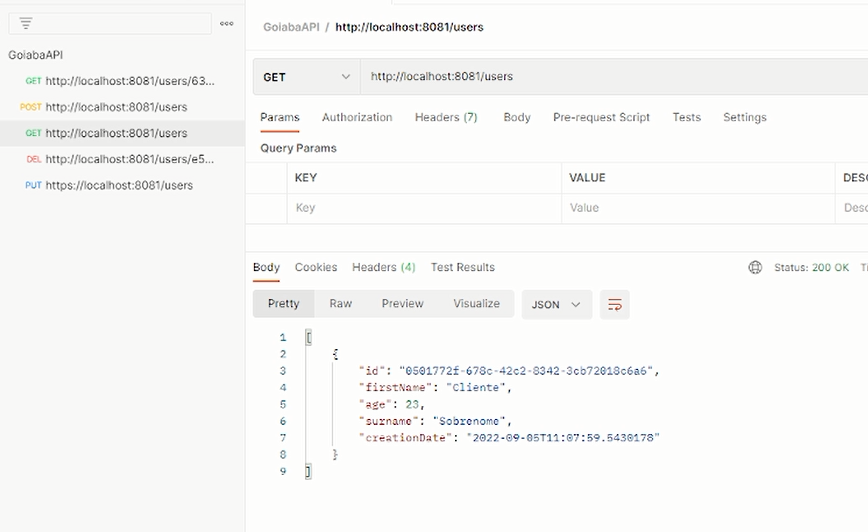 GoiabaAPI
GET http://localhost:8081/users/63...
POST http://localhost:8081/users
GET http://localhost:8081/users
DEL http://localhost:8081/users/e5...
PUT https://localhost:8081/users
GoiabaAPI / http://localhost:8081/users
GET http://localhost:8081/users
Params Authorization Headers (7) Body Pre-request Script Tests Settings
Query Params
KEY VALUE DESC
Key Value Desc
Body Cookies Headers (4) Test Results Status: 200 OK Ti
Pretty Raw Preview Visualize JSON
1 [
2 {
3 "id": "0501772f-678c-42c2-8342-3cb72018c6a6",
4 "firstName": "Cliente",
5 "age": 23,
6 "surname": "Sobrenome",
7 "creationDate": "2022-09-05T11:07:59.5430178"
8 }
9 ]